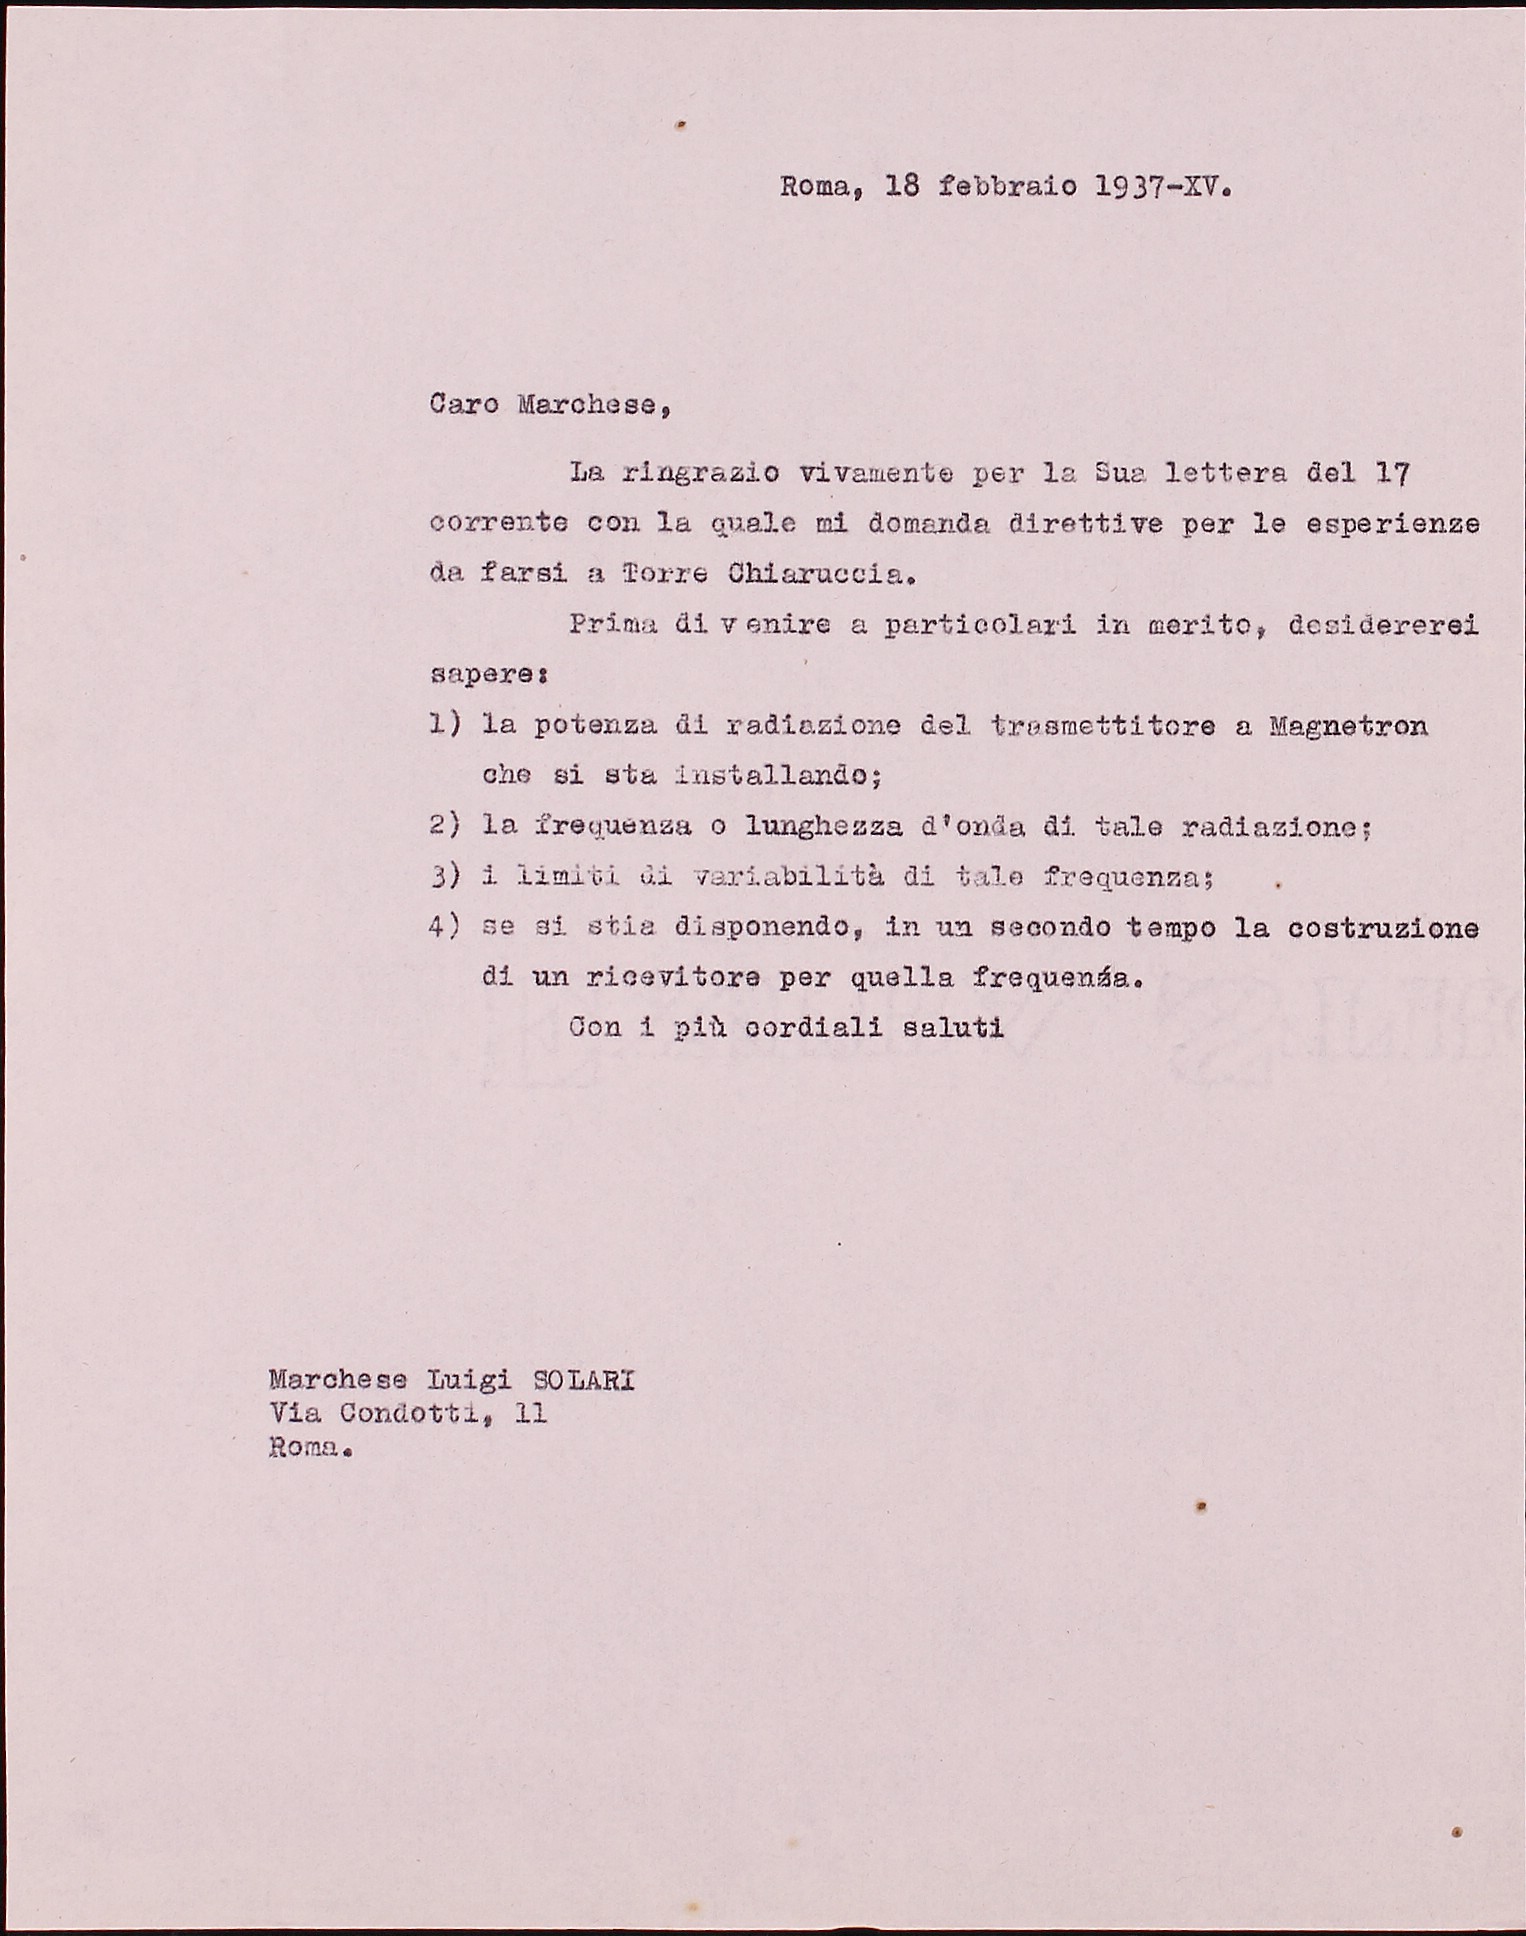 Roma, 18 febbraio 1937-XV.
Caro Marchese,
La ringrazio vivamente per la Sua lettera del 17
corrente con la quale mi domanda direttive per le esperienze
da farsi a Torre Chiaruccia.
Prima di venire a particolari in merito, desidererei
sapere:
1) la potenza di radiazione del trasmettitore a Magnetron
che si sta installando;
2) la frequenza o lunghezza d'onda di tale radiazione;
3) i limiti di variabilità di tale frequenza;
4) se si stia disponendo, in un secondo tempo la costruzione
di un ricevitore per quella frequenza.
Con i più cordiali saluti
Marchese Luigi SOLARI
Via Condotti, 11
Roma.